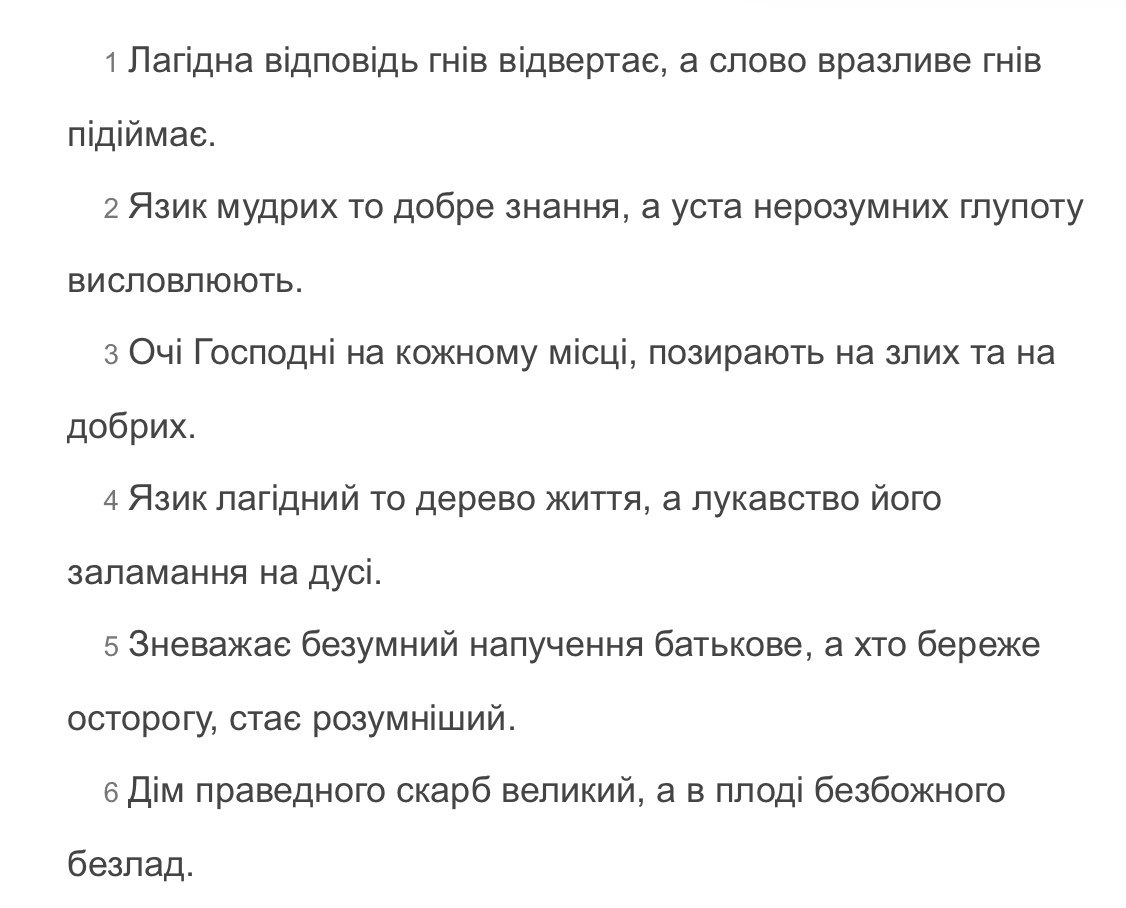 1 Лагідна відповідь гнів відвертає, а слово вразливе гнів
підіймає.
2 Язик мудрих то добре знання, а уста нерозумних глупоту
висловлюють.
3 Очі Господні на кожному місці, позирають на злих та на
добрих.
4 Язик лагідний то дерево життя, а лукавство його
заламання на дусі.
5 Зневажає безумний напучення батькове, а хто береже
осторогу, стає розумніший.
6 Дім праведного скарб великий, а в плоді безбожного
безлад.